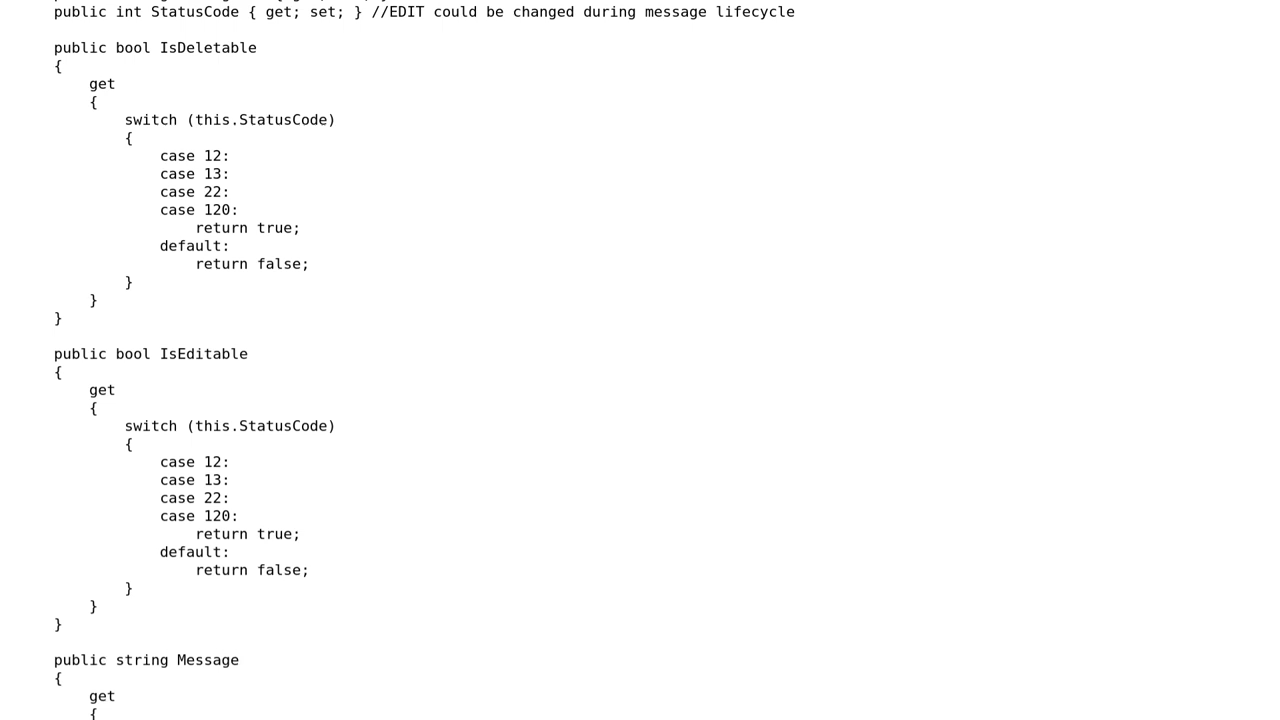 public int StatusCode { get; set; } //EDIT could be changed during message lifecycle
public bool IsDeletable
{
get
{
switch (this.StatusCode)
{
case 12:
case 13:
case 22:
case 120:
return true;
default:
return false;
}
}
}
public bool IsEditable
{
get
{
switch (this.StatusCode)
{
case 12:
case 13:
case 22:
case 120:
return true;
default:
return false;
}
}
}
public string Message
{
get
{